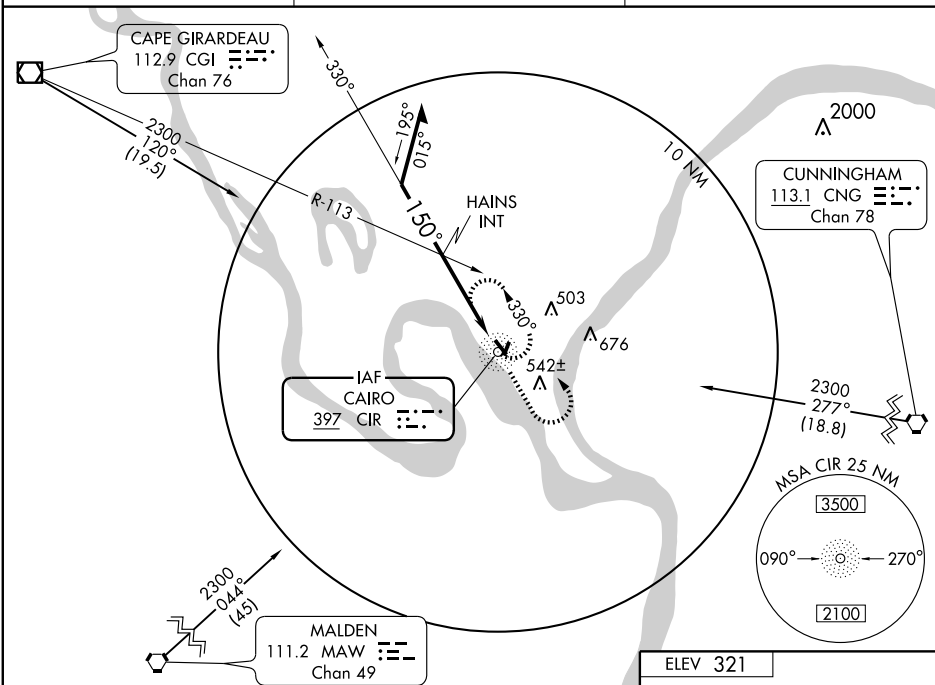 CAPE GIRARDEAU
112.9 CGI
Chan 76
330°
195°
015°
2300
120°
(19.5)
R-113
150°
HAINS
INT
10 NM
2000
CUNNINGHAM
113.1 CNG
Chan 78
330°
503
676
542±
IAF
CAIRO
397 CIR
2300
277°
(18.8)
MSA CIR 25 NM
3500
090°
270°
2100
2300
044°
(45)
MALDEN
111.2 MAW
Chan 49
ELEV 321